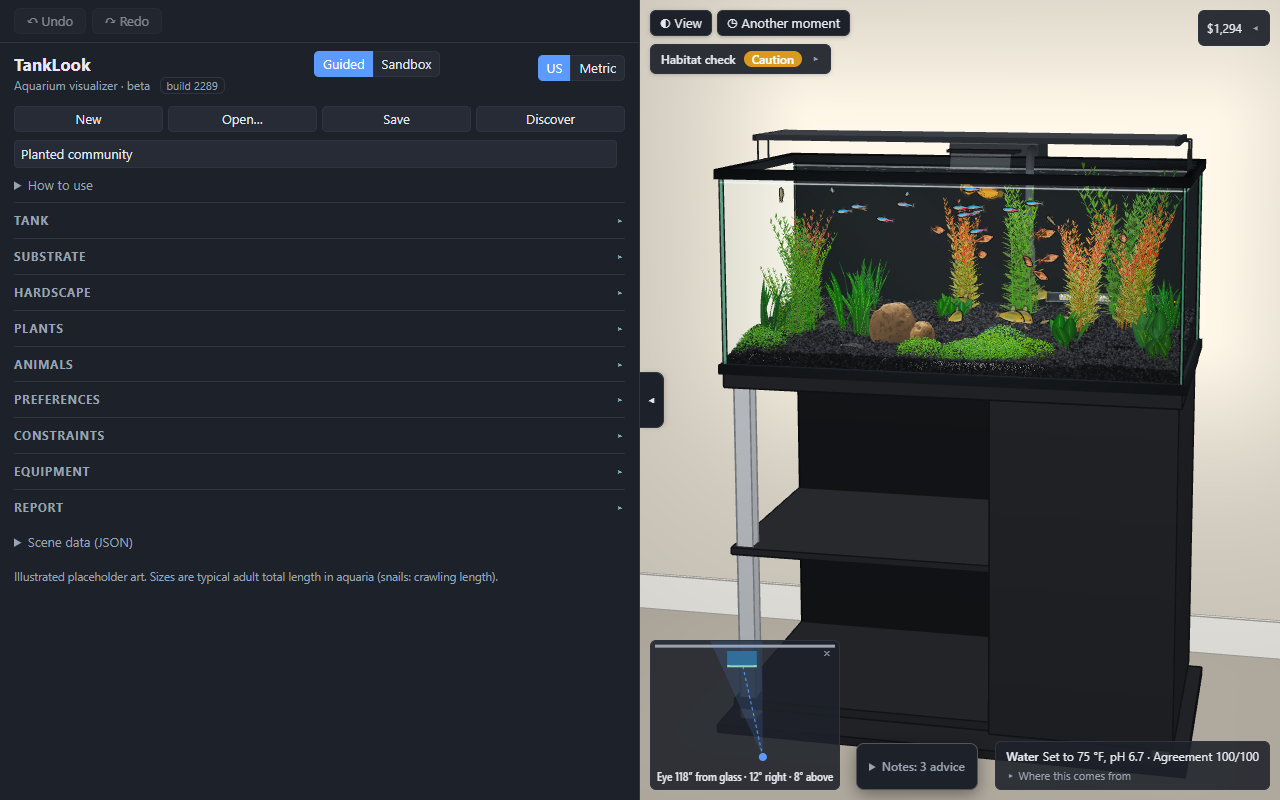 Undo
Redo
TankLook
Aquarium visualizer · beta
build 2289
Guided
Sandbox
US
Metric
New
Open...
Save
Discover
Planted community
How to use
TANK
SUBSTRATE
HARDSCAPE
PLANTS
ANIMALS
PREFERENCES
CONSTRAINTS
EQUIPMENT
REPORT
Scene data (JSON)
Illustrated placeholder art. Sizes are typical adult total length in aquaria (snails: crawling length).
View
Another moment
$1,294
Habitat check
Caution
Eye 118″ from glass · 12° right · 8° above
Notes: 3 advice
Water Set to 75 °F, pH 6.7 · Agreement 100/100
Where this comes from